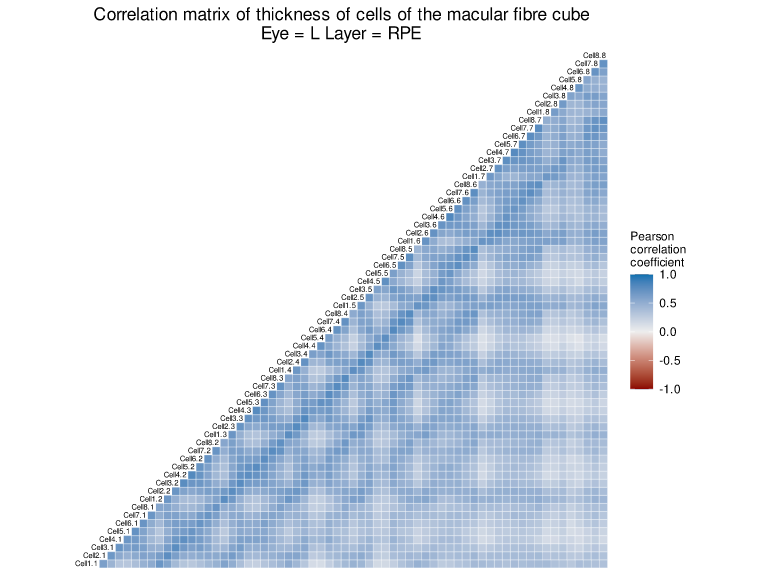 Correlation matrix of thickness of cells of the macular fibre cube
Eye = L Layer = RPE
Cell8.8
Cell7.8
Cell6.8
Cell5.8
Cell4.8
Cell3.8
Cell2.8
Cell1.8
Cell8.7
Cell7.7
Cell6.7
Cell5.7
Cell4.7
Cell3.7
Cell2.7
Cell1.7
Cell8.6
Cell7.6
Cell6.6
Cell5.6
Cell4.6
Cell3.6
Cell2.6
Cell1.6
Cell8.5
Cell7.5
Cell6.5
Cell5.5
Cell4.5
Cell3.5
Cell2.5
Cell1.5
Cell8.4
Cell7.4
Cell6.4
Cell5.4
Cell4.4
Cell3.4
Cell2.4
Cell1.4
Cell8.3
Cell7.3
Cell6.3
Cell5.3
Cell4.3
Cell3.3
Cell2.3
Cell1.3
Cell8.2
Cell7.2
Cell6.2
Cell5.2
Cell4.2
Cell3.2
Cell2.2
Cell1.2
Cell8.1
Cell7.1
Cell6.1
Cell5.1
Cell4.1
Cell3.1
Cell2.1
Cell1.1
Pearson
correlation
coefficient
1.0
0.5
0.0
-0.5
-1.0